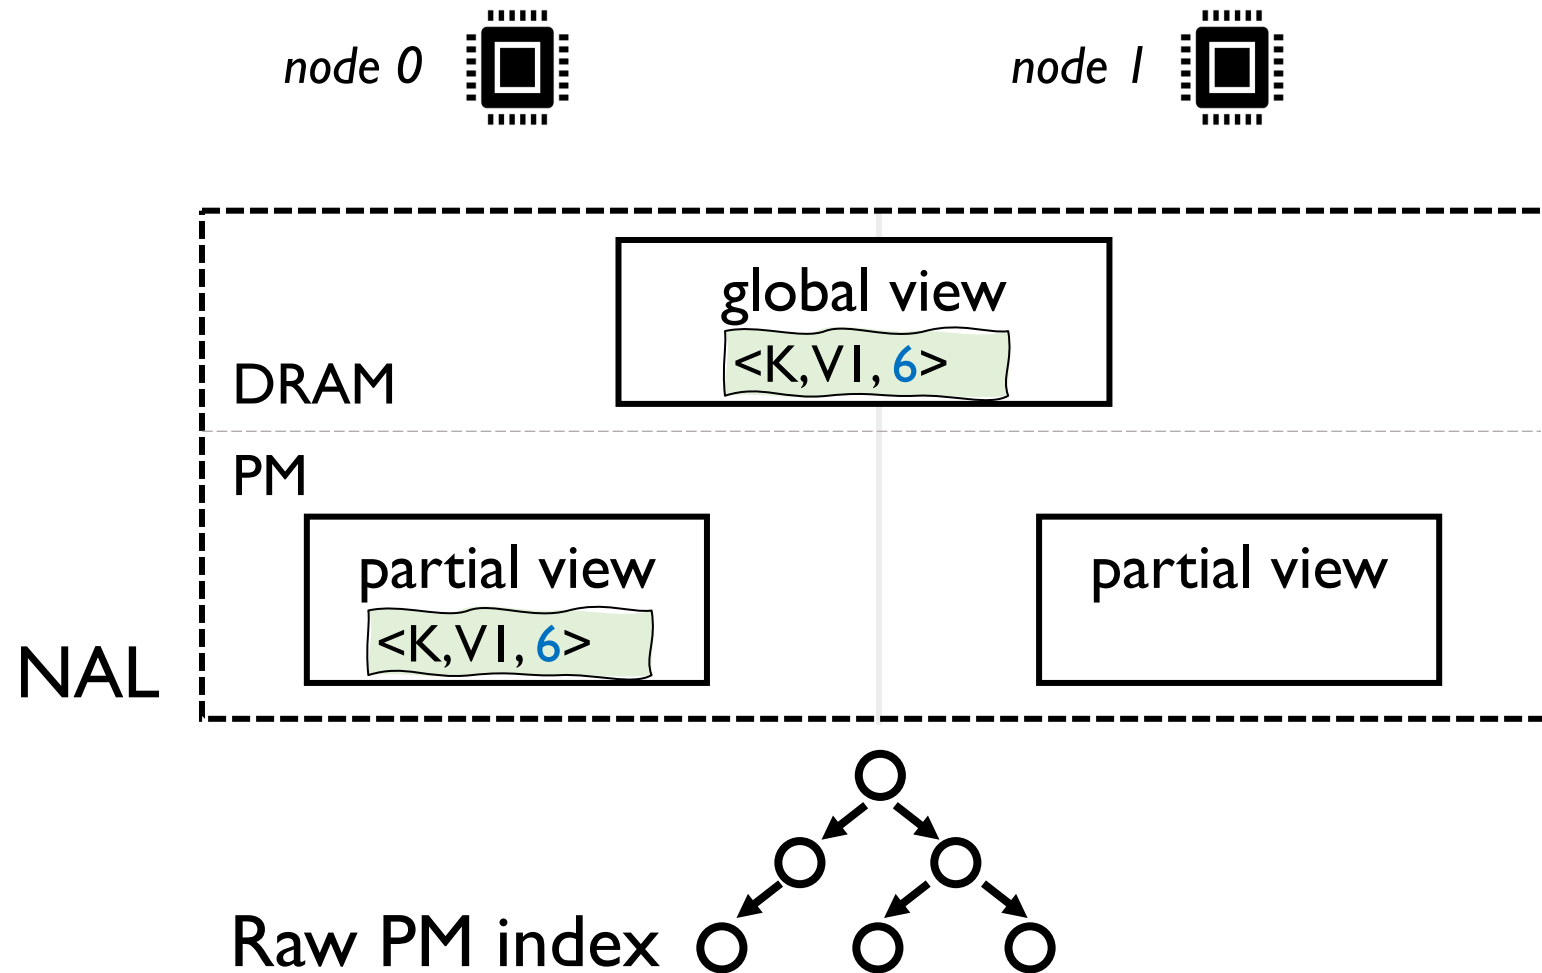 node 0
node 1
global view
<K,V1, 6>
DRAM
PM
partial view
partial view
<K,V1, 6>
NAL
Raw PM index